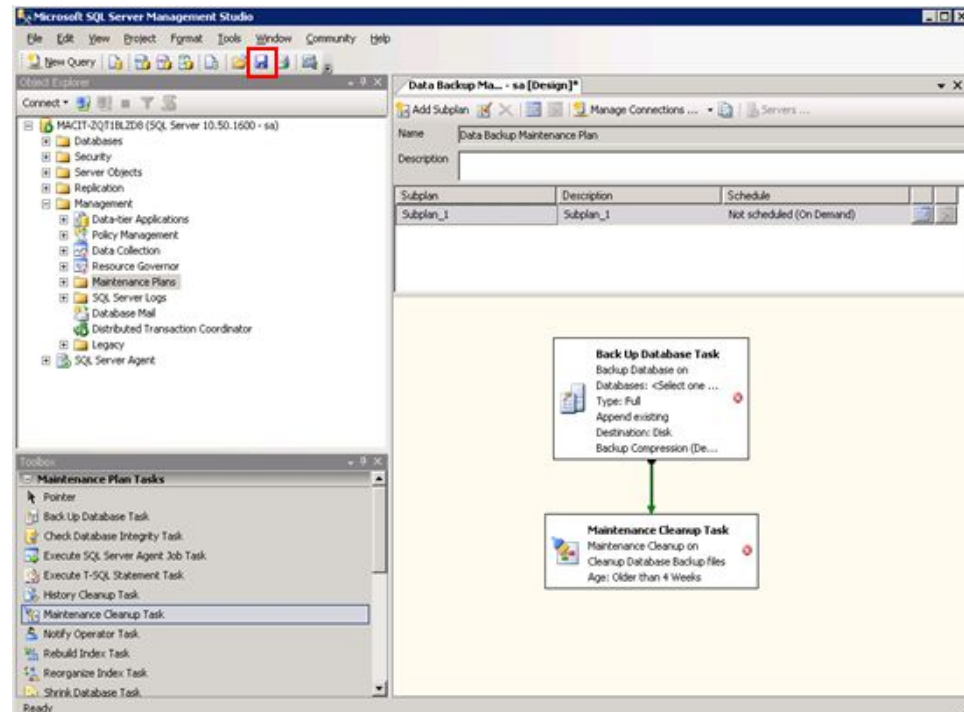 Microsoft SQL Server Management Studio
File Edit View Project Format Tools Window Community Help
New Query
Object Explorer
Connect
MACIT-ZQT1BLZD8 (SQL Server 10.50.1600 - sa)
Databases
Security
Server Objects
Replication
Management
Data-tier Applications
Policy Management
Data Collection
Resource Governor
Maintenance Plans
SQL Server Logs
Database Mail
Distributed Transaction Coordinator
Legacy
SQL Server Agent
Toolbox
Maintenance Plan Tasks
Pointer
Back Up Database Task
Check Database Integrity Task
Execute SQL Server Agent Job Task
Execute T-SQL Statement Task
History Cleanup Task
Maintenance Cleanup Task
Notify Operator Task
Rebuild Index Task
Reorganize Index Task
Shrink Database Task
Data Backup Ma... - sa [Design]*
Add Subplan Manage Connections ... Servers ...
Name Data Backup Maintenance Plan
Description
Subplan Description Schedule
Subplan_1 Subplan_1 Not scheduled (On Demand)
Back Up Database Task
Backup Database on
Databases: <Select one ...
Type: Full
Append existing
Destination: Disk
Backup Compression (De...
Maintenance Cleanup Task
Maintenance Cleanup on
Cleanup Database Backup files
Age: Older than 4 Weeks
Ready